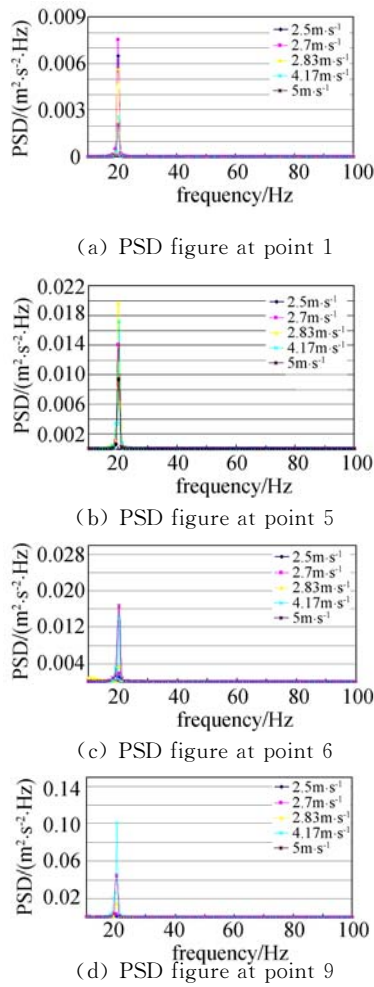 0.009
0.006
0.003
0
PSD/(m²·s⁻²·Hz)
2.5m·s⁻¹
2.7m·s⁻¹
2.83m·s⁻¹
4.17m·s⁻¹
5m·s⁻¹
20 40 60 80 100
frequency/Hz
(a) PSD figure at point 1
0.022
0.018
0.014
0.010
0.006
0.002
PSD/(m²·s⁻²·Hz)
2.5m·s⁻¹
2.7m·s⁻¹
2.83m·s⁻¹
4.17m·s⁻¹
5m·s⁻¹
20 40 60 80 100
frequency/Hz
(b) PSD figure at point 5
0.028
0.020
0.012
0.004
PSD/(m²·s⁻²·Hz)
2.5m·s⁻¹
2.7m·s⁻¹
2.83m·s⁻¹
4.17m·s⁻¹
5m·s⁻¹
20 40 60 80 100
frequency/Hz
(c) PSD figure at point 6
0.14
0.10
0.06
0.02
PSD/(m²·s⁻²·Hz)
2.5m·s⁻¹
2.7m·s⁻¹
2.83m·s⁻¹
4.17m·s⁻¹
5m·s⁻¹
20 40 60 80 100
frequency/Hz
(d) PSD figure at point 9